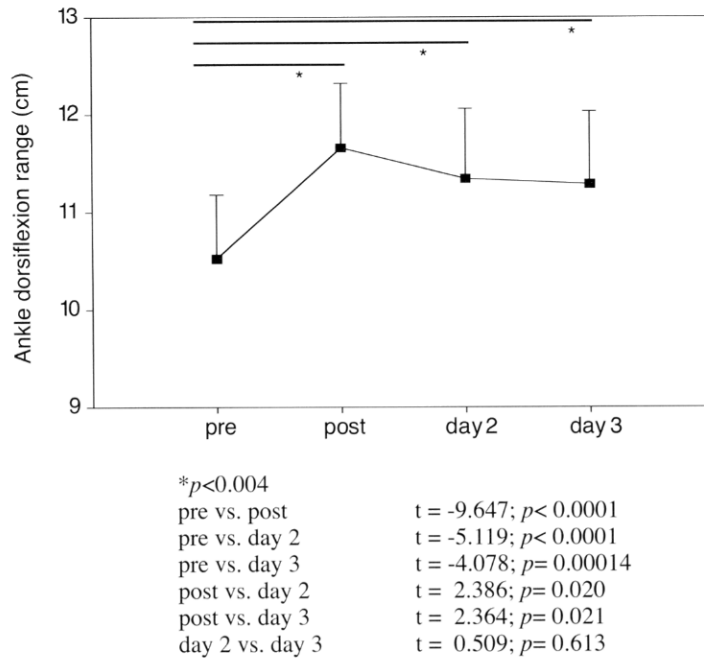 13
*
*
*
12
11
10
9
Ankle dorsiflexion range (cm)
pre post day 2 day 3
*p<0.004
pre vs. post t = -9.647; p< 0.0001
pre vs. day 2 t = -5.119; p< 0.0001
pre vs. day 3 t = -4.078; p= 0.00014
post vs. day 2 t = 2.386; p= 0.020
post vs. day 3 t = 2.364; p= 0.021
day 2 vs. day 3 t = 0.509; p= 0.613